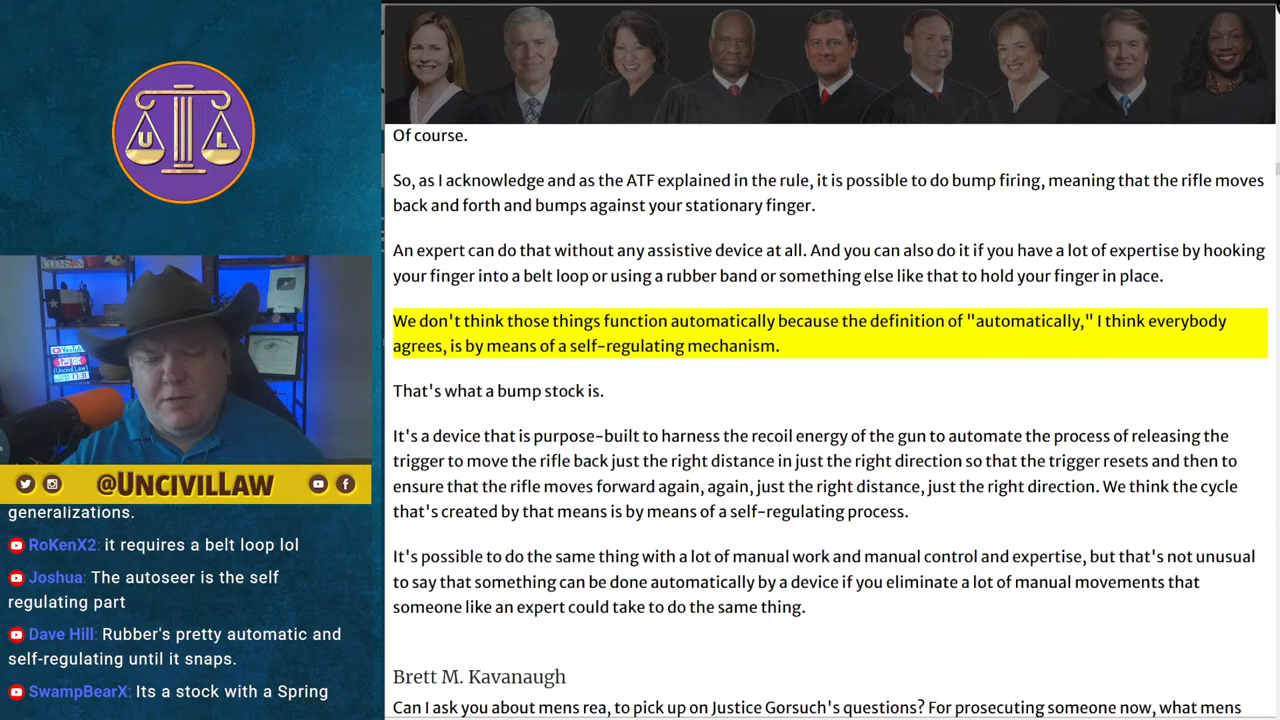 U L
Of course.
So, as I acknowledge and as the ATF explained in the rule, it is possible to do bump firing, meaning that the rifle moves
back and forth and bumps against your stationary finger.
An expert can do that without any assistive device at all. And you can also do it if you have a lot of expertise by hooking
your finger into a belt loop or using a rubber band or something else like that to hold your finger in place.
We don't think those things function automatically because the definition of "automatically," I think everybody
agrees, is by means of a self-regulating mechanism.
That's what a bump stock is.
It's a device that is purpose-built to harness the recoil energy of the gun to automate the process of releasing the
trigger to move the rifle back just the right distance in just the right direction so that the trigger resets and then to
ensure that the rifle moves forward again, again, just the right distance, just the right direction. We think the cycle
that's created by that means is by means of a self-regulating process.
It's possible to do the same thing with a lot of manual work and manual control and expertise, but that's not unusual
to say that something can be done automatically by a device if you eliminate a lot of manual movements that
someone like an expert could take to do the same thing.
Brett M. Kavanaugh
Can I ask you about mens rea, to pick up on Justice Gorsuch's questions? For prosecuting someone now, what mens
YouTube
@UNCIVILLAW
generalizations.
RoKenX2: it requires a belt loop lol
Joshua: The autoseer is the self
regulating part
Dave Hill: Rubber's pretty automatic and
self-regulating until it snaps.
SwampBearX: Its a stock with a Spring